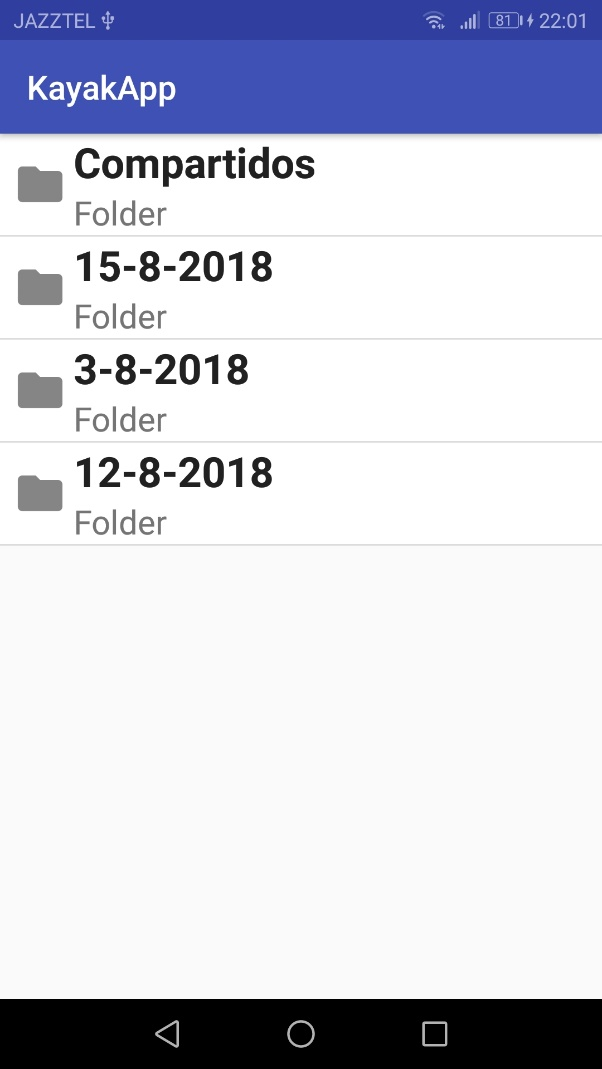 JAZZTEL 81 22:01
KayakApp
Compartidos
Folder
15-8-2018
Folder
3-8-2018
Folder
12-8-2018
Folder